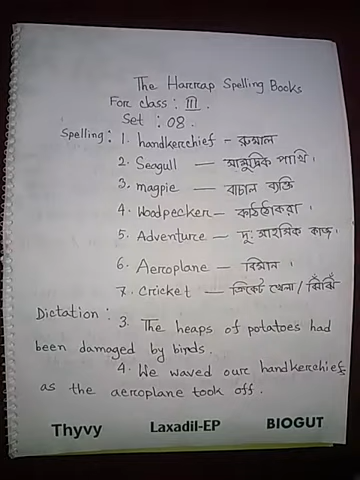 The Harrap Spelling Books
For class : III.
Set : 08.
Spelling : 1. handkerchief - রুমাল
2. Seagull — সামুদ্রিক পাখি ।
3. magpie — বাচাল ব্যক্তি
4. Woodpecker — কাঠঠোকরা ।
5. Adventure — দুঃসাহসিক কাজ ।
6. Aeroplane — বিমান ।
7. Cricket — ক্রিকেট খেলা / ঝিঁঝিঁ
Dictation : 3. The heaps of potatoes had
been damaged by birds.
4. We waved our handkerchiefs
as the aeroplane took off.
Thyvy Laxadil-EP BIOGUT